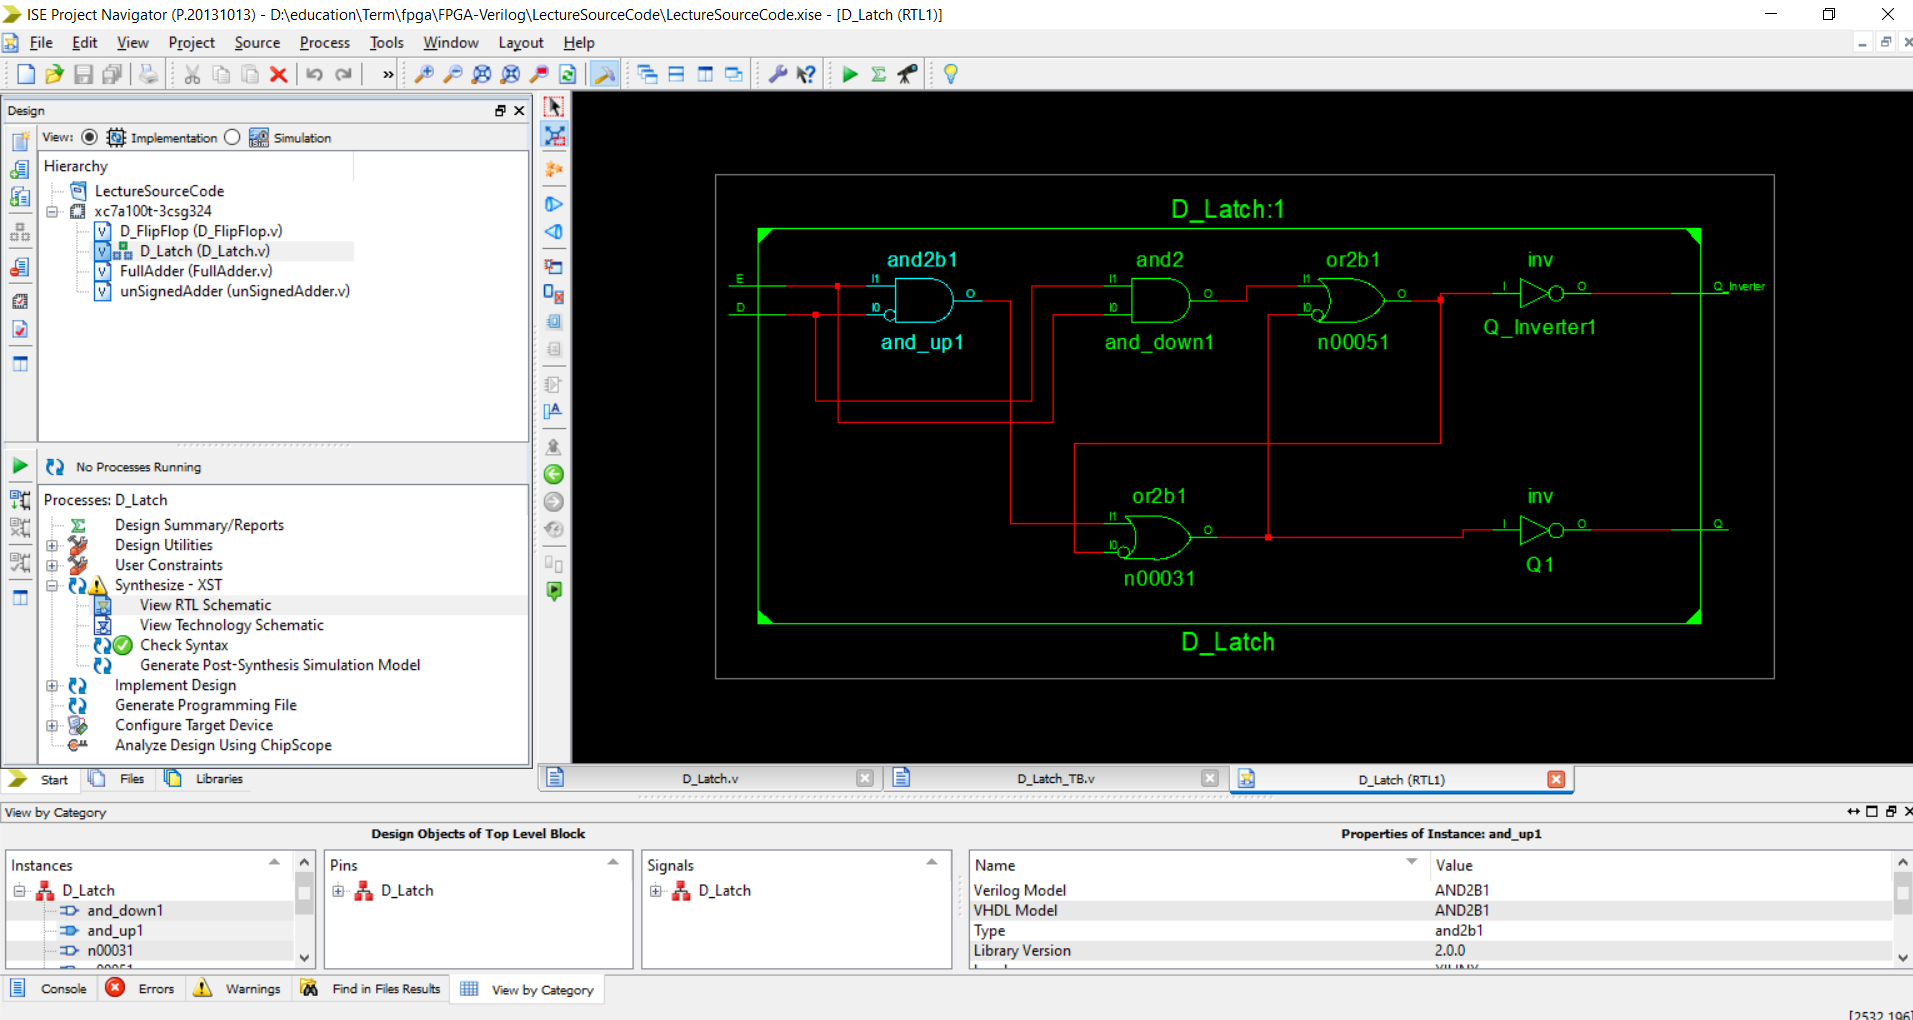 ISE Project Navigator (P.20131013) - D:\education\Term\fpga\FPGA-Verilog\LectureSourceCode\LectureSourceCode.xise - [D_Latch (RTL1)]
File Edit View Project Source Process Tools Window Layout Help
»
Design
View: Implementation Simulation
Hierarchy
LectureSourceCode
xc7a100t-3csg324
D_FlipFlop (D_FlipFlop.v)
D_Latch (D_Latch.v)
FullAdder (FullAdder.v)
unSignedAdder (unSignedAdder.v)
No Processes Running
Processes: D_Latch
Design Summary/Reports
Design Utilities
User Constraints
Synthesize - XST
View RTL Schematic
View Technology Schematic
Check Syntax
Generate Post-Synthesis Simulation Model
Implement Design
Generate Programming File
Configure Target Device
Analyze Design Using ChipScope
Start Files Libraries
D_Latch:1
and2b1 and2 or2b1 inv
E I1 I1 I1 I O Q_Inverter
O O O
D I0 I0 I0
and_up1 and_down1 n00051 Q_Inverter1
or2b1 inv
I1 O I O Q
I0
n00031 Q1
D_Latch
D_Latch.v D_Latch_TB.v D_Latch (RTL1)
View by Category
Design Objects of Top Level Block Properties of Instance: and_up1
Instances Pins Signals Name Value
D_Latch D_Latch D_Latch Verilog Model AND2B1
and_down1 VHDL Model AND2B1
and_up1 Type and2b1
n00031 Library Version 2.0.0
Console Errors Warnings Find in Files Results View by Category
[2532,196]